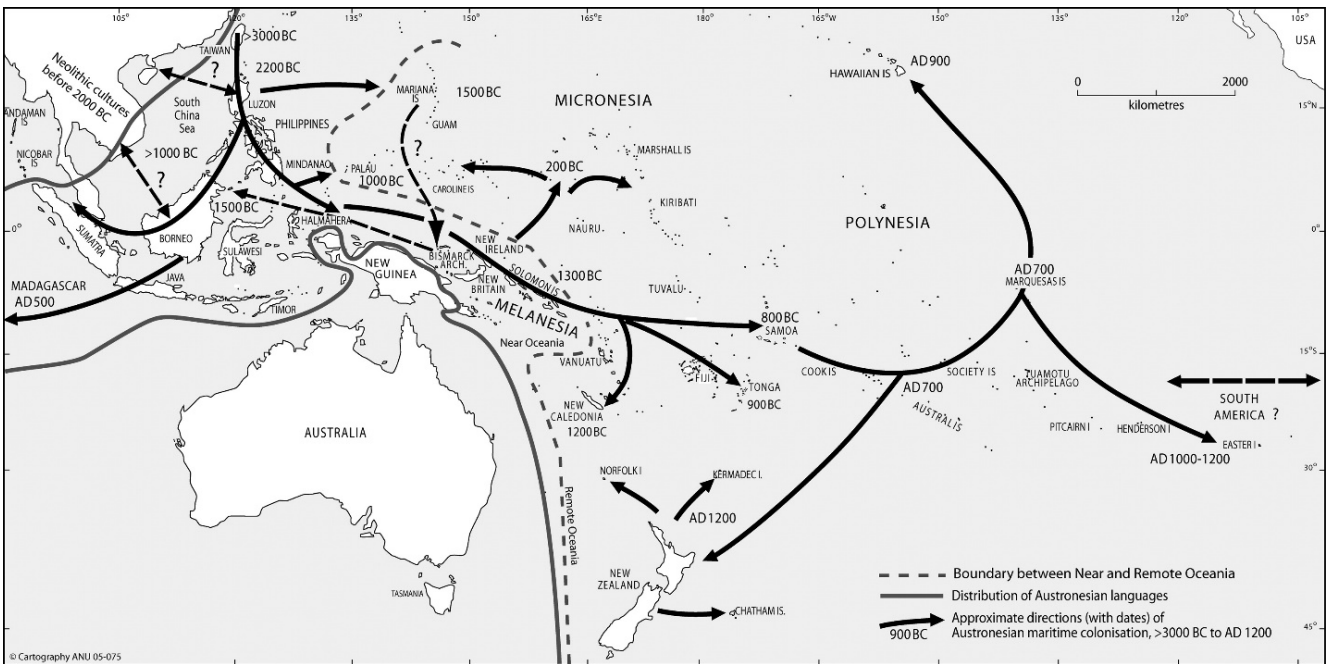 105°
120°
135°
150°
165°E
180°
165°W
150°
135°
120°
105°
>3000 BC
TAIWAN
Neolithic cultures
before 2000 BC
?
2200 BC
LUZON
South
China
Sea
ANDAMAN
IS
NICOBAR
IS
>1000 BC
?
PHILIPPINES
MINDANAO
PALAU
1000 BC
MARIANA
IS
1500 BC
GUAM
?
MICRONESIA
MARSHALL IS
200 BC
CAROLINE IS
KIRIBATI
NAURU
HAWAIIAN IS
AD 900
0
2000
kilometres
USA
15°N
POLYNESIA
0°
0°
1500 BC
HALMAHERA
SUMATRA
BORNEO
SULAWESI
NEW
GUINEA
BISMARCK
ARCH.
NEW
IRELAND
NEW
BRITAIN
SOLOMON IS
1300 BC
TUVALU
MADAGASCAR
AD 500
JAVA
TIMOR
MELANESIA
Near Oceania
AD 700
MARQUESAS IS
800 BC
SAMOA
VANUATU
FIJI
TONGA
900 BC
COOK IS
SOCIETY IS
AD 700
TUAMOTU
ARCHIPELAGO
15°S
SOUTH
AMERICA ?
NEW
CALEDONIA
1200 BC
AUSTRALIS
PITCAIRN I
HENDERSON I
EASTER I
AD 1000-1200
AUSTRALIA
NORFOLK I
KERMADEC I.
30°
AD 1200
Remote Oceania
NEW
ZEALAND
CHATHAM IS.
TASMANIA
Boundary between Near and Remote Oceania
Distribution of Austronesian languages
900 BC
Approximate directions (with dates) of
Austronesian maritime colonisation, >3000 BC to AD 1200
45°
© Cartography ANU 05-075